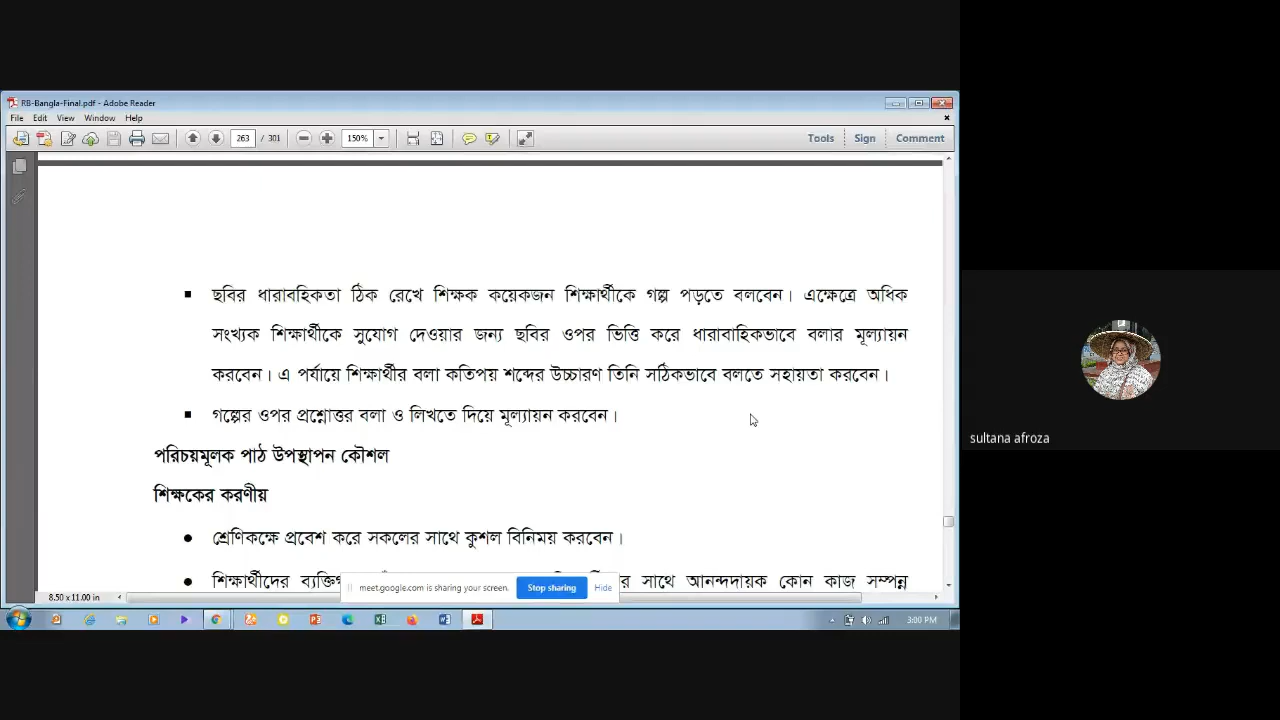 RB-Bangla-Final.pdf - Adobe Reader
File Edit View Window Help
263 / 301 150% Tools Sign Comment
ছবির ধারাবহিকতা ঠিক রেখে শিক্ষক কয়েকজন শিক্ষার্থীকে গল্প পড়তে বলবেন। এক্ষেত্রে অধিক
সংখ্যক শিক্ষার্থীকে সুযোগ দেওয়ার জন্য ছবির ওপর ভিত্তি করে ধারাবাহিকভাবে বলার মূল্যায়ন
করবেন। এ পর্যায়ে শিক্ষার্থীর বলা কতিপয় শব্দের উচ্চারণ তিনি সঠিকভাবে বলতে সহায়তা করবেন।
গল্পের ওপর প্রশ্নোত্তর বলা ও লিখতে দিয়ে মূল্যায়ন করবেন।
পরিচয়মূলক পাঠ উপস্থাপন কৌশল
শিক্ষকের করণীয়
শ্রেণিকক্ষে প্রবেশ করে সকলের সাথে কুশল বিনিময় করবেন।
শিক্ষার্থীদের সাথে আনন্দদায়ক কোন কাজ সম্পন্ন
meet.google.com is sharing your screen. Stop sharing Hide
8.50 x 11.00 in
3:00 PM
sultana afroza